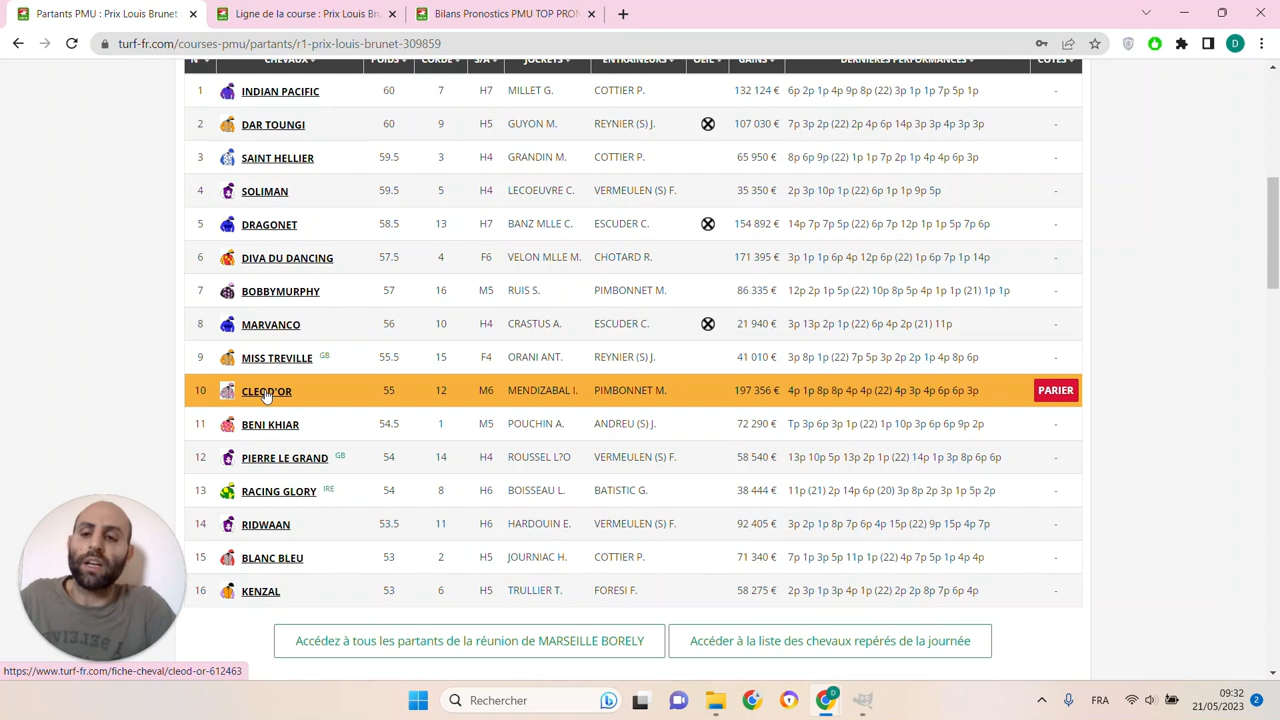 Partants PMU : Prix Louis Brunet
Ligne de la course : Prix Louis Br
Bilans Pronostics PMU TOP PRO
turf-fr.com/courses-pmu/partants/r1-prix-louis-brunet-309859
D
N° CHEVAUX POIDS CORDE S/A JOCKEYS ENTRAÎNEURS OEIL GAINS DERNIÈRES PERFORMANCES COTES
1 INDIAN PACIFIC 60 7 H7 MILLET G. COTTIER P. 132 124 € 6p 2p 1p 4p 9p 8p (22) 3p 1p 1p 7p 5p 1p -
2 DAR TOUNGI 60 9 H5 GUYON M. REYNIER (S) J. 107 030 € 7p 3p 2p (22) 2p 4p 6p 14p 3p 3p 4p 3p 3p -
3 SAINT HELLIER 59.5 3 H4 GRANDIN M. COTTIER P. 65 950 € 8p 6p 9p (22) 1p 1p 7p 2p 1p 4p 4p 6p 3p -
4 SOLIMAN 59.5 5 H4 LECOEUVRE C. VERMEULEN (S) F. 35 350 € 2p 3p 10p 1p (22) 6p 1p 1p 9p 5p -
5 DRAGONET 58.5 13 H7 BANZ MLLE C. ESCUDER C. 154 892 € 14p 7p 7p 5p (22) 6p 7p 12p 1p 1p 5p 7p 6p -
6 DIVA DU DANCING 57.5 4 F6 VELON MLLE M. CHOTARD R. 171 395 € 3p 1p 1p 6p 4p 12p 6p (22) 1p 6p 7p 1p 14p -
7 BOBBYMURPHY 57 16 M5 RUIS S. PIMBONNET M. 86 335 € 12p 2p 1p 5p (22) 10p 8p 5p 4p 1p 1p (21) 1p 1p -
8 MARVANCO 56 10 H4 CRASTUS A. ESCUDER C. 21 940 € 3p 13p 2p 1p (22) 6p 4p 2p (21) 11p -
9 MISS TREVILLE GB 55.5 15 F4 ORANI ANT. REYNIER (S) J. 41 010 € 3p 8p 1p (22) 7p 5p 3p 2p 2p 1p 4p 8p 6p -
10 CLEOD'OR 55 12 M6 MENDIZABAL I. PIMBONNET M. 197 356 € 4p 1p 8p 8p 4p 4p (22) 4p 3p 4p 6p 6p 3p PARIER
11 BENI KHIAR 54.5 1 M5 POUCHIN A. ANDREU (S) J. 72 290 € Tp 3p 6p 3p 1p (22) 1p 10p 3p 6p 6p 9p 2p -
12 PIERRE LE GRAND GB 54 14 H4 ROUSSEL L?O VERMEULEN (S) F. 58 540 € 13p 10p 5p 13p 2p 1p (22) 14p 1p 3p 8p 6p 6p -
13 RACING GLORY IRE 54 8 H6 BOISSEAU L. BATISTIC G. 38 444 € 11p (21) 2p 14p 6p (20) 3p 8p 2p 3p 1p 5p 2p -
14 RIDWAAN 53.5 11 H6 HARDOUIN E. VERMEULEN (S) F. 92 405 € 3p 2p 1p 8p 7p 6p 4p 15p (22) 9p 15p 4p 7p -
15 BLANC BLEU 53 2 H5 JOURNIAC H. COTTIER P. 71 340 € 7p 1p 3p 5p 11p 1p (22) 4p 7p 5p 1p 4p 4p -
16 KENZAL 53 6 H5 TRULLIER T. FORESI F. 58 275 € 2p 3p 1p 3p 4p 1p (22) 2p 2p 8p 7p 6p 4p -
Accédez à tous les partants de la réunion de MARSEILLE BORELY
Accéder à la liste des chevaux repérés de la journée
https://www.turf-fr.com/fiche-cheval/cleod-or-612463
Rechercher
FRA
09:32
21/05/2023
2